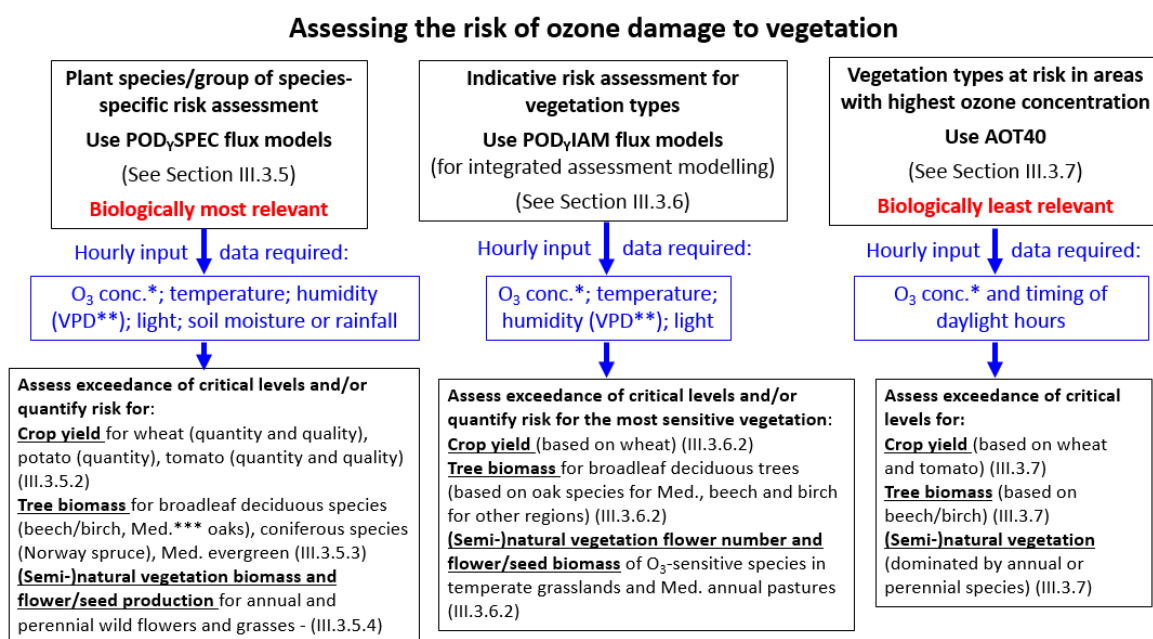 Assessing the risk of ozone damage to vegetation
Plant species/group of species-
specific risk assessment
Use PODYSPEC flux models
(See Section III.3.5)
Biologically most relevant
Hourly input data required:
O3 conc.*; temperature; humidity
(VPD**); light; soil moisture or rainfall
Assess exceedance of critical levels and/or
quantify risk for:
Crop yield for wheat (quantity and quality),
potato (quantity), tomato (quantity and quality)
(III.3.5.2)
Tree biomass for broadleaf deciduous species
(beech/birch, Med.*** oaks), coniferous species
(Norway spruce), Med. evergreen (III.3.5.3)
(Semi-)natural vegetation biomass and
flower/seed production for annual and
perennial wild flowers and grasses - (III.3.5.4)
Indicative risk assessment for
vegetation types
Use PODYIAM flux models
(for integrated assessment modelling)
(See Section III.3.6)
Hourly input data required:
O3 conc.*; temperature;
humidity (VPD**); light
Assess exceedance of critical levels and/or
quantify risk for the most sensitive vegetation:
Crop yield (based on wheat) (III.3.6.2)
Tree biomass for broadleaf deciduous trees
(based on oak species for Med., beech and birch
for other regions) (III.3.6.2)
(Semi-)natural vegetation flower number and
flower/seed biomass of O3-sensitive species in
temperate grasslands and Med. annual pastures
(III.3.6.2)
Vegetation types at risk in areas
with highest ozone concentration
Use AOT40
(See Section III.3.7)
Biologically least relevant
Hourly input data required:
O3 conc.* and timing of
daylight hours
Assess exceedance of critical
levels for:
Crop yield (based on wheat
and tomato) (III.3.7)
Tree biomass (based on
beech/birch) (III.3.7)
(Semi-)natural vegetation
(dominated by annual or
perennial species) (III.3.7)